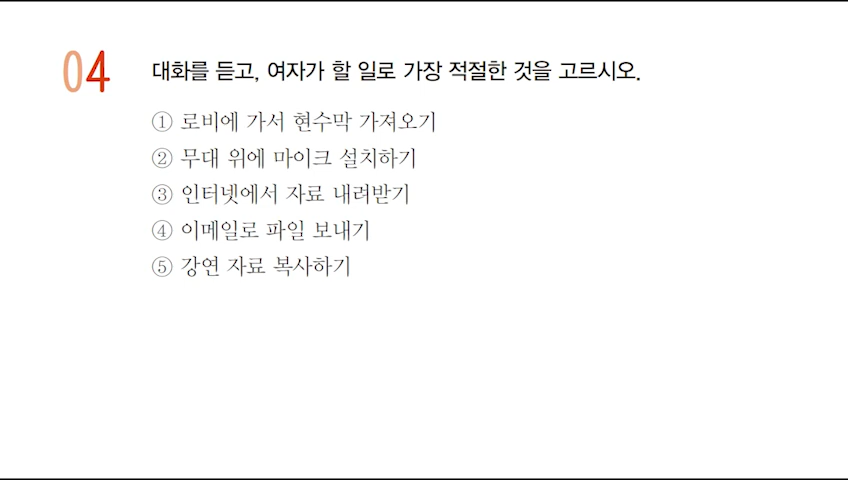 04 대화를 듣고, 여자가 할 일로 가장 적절한 것을 고르시오.
① 로비에 가서 현수막 가져오기
② 무대 위에 마이크 설치하기
③ 인터넷에서 자료 내려받기
④ 이메일로 파일 보내기
⑤ 강연 자료 복사하기